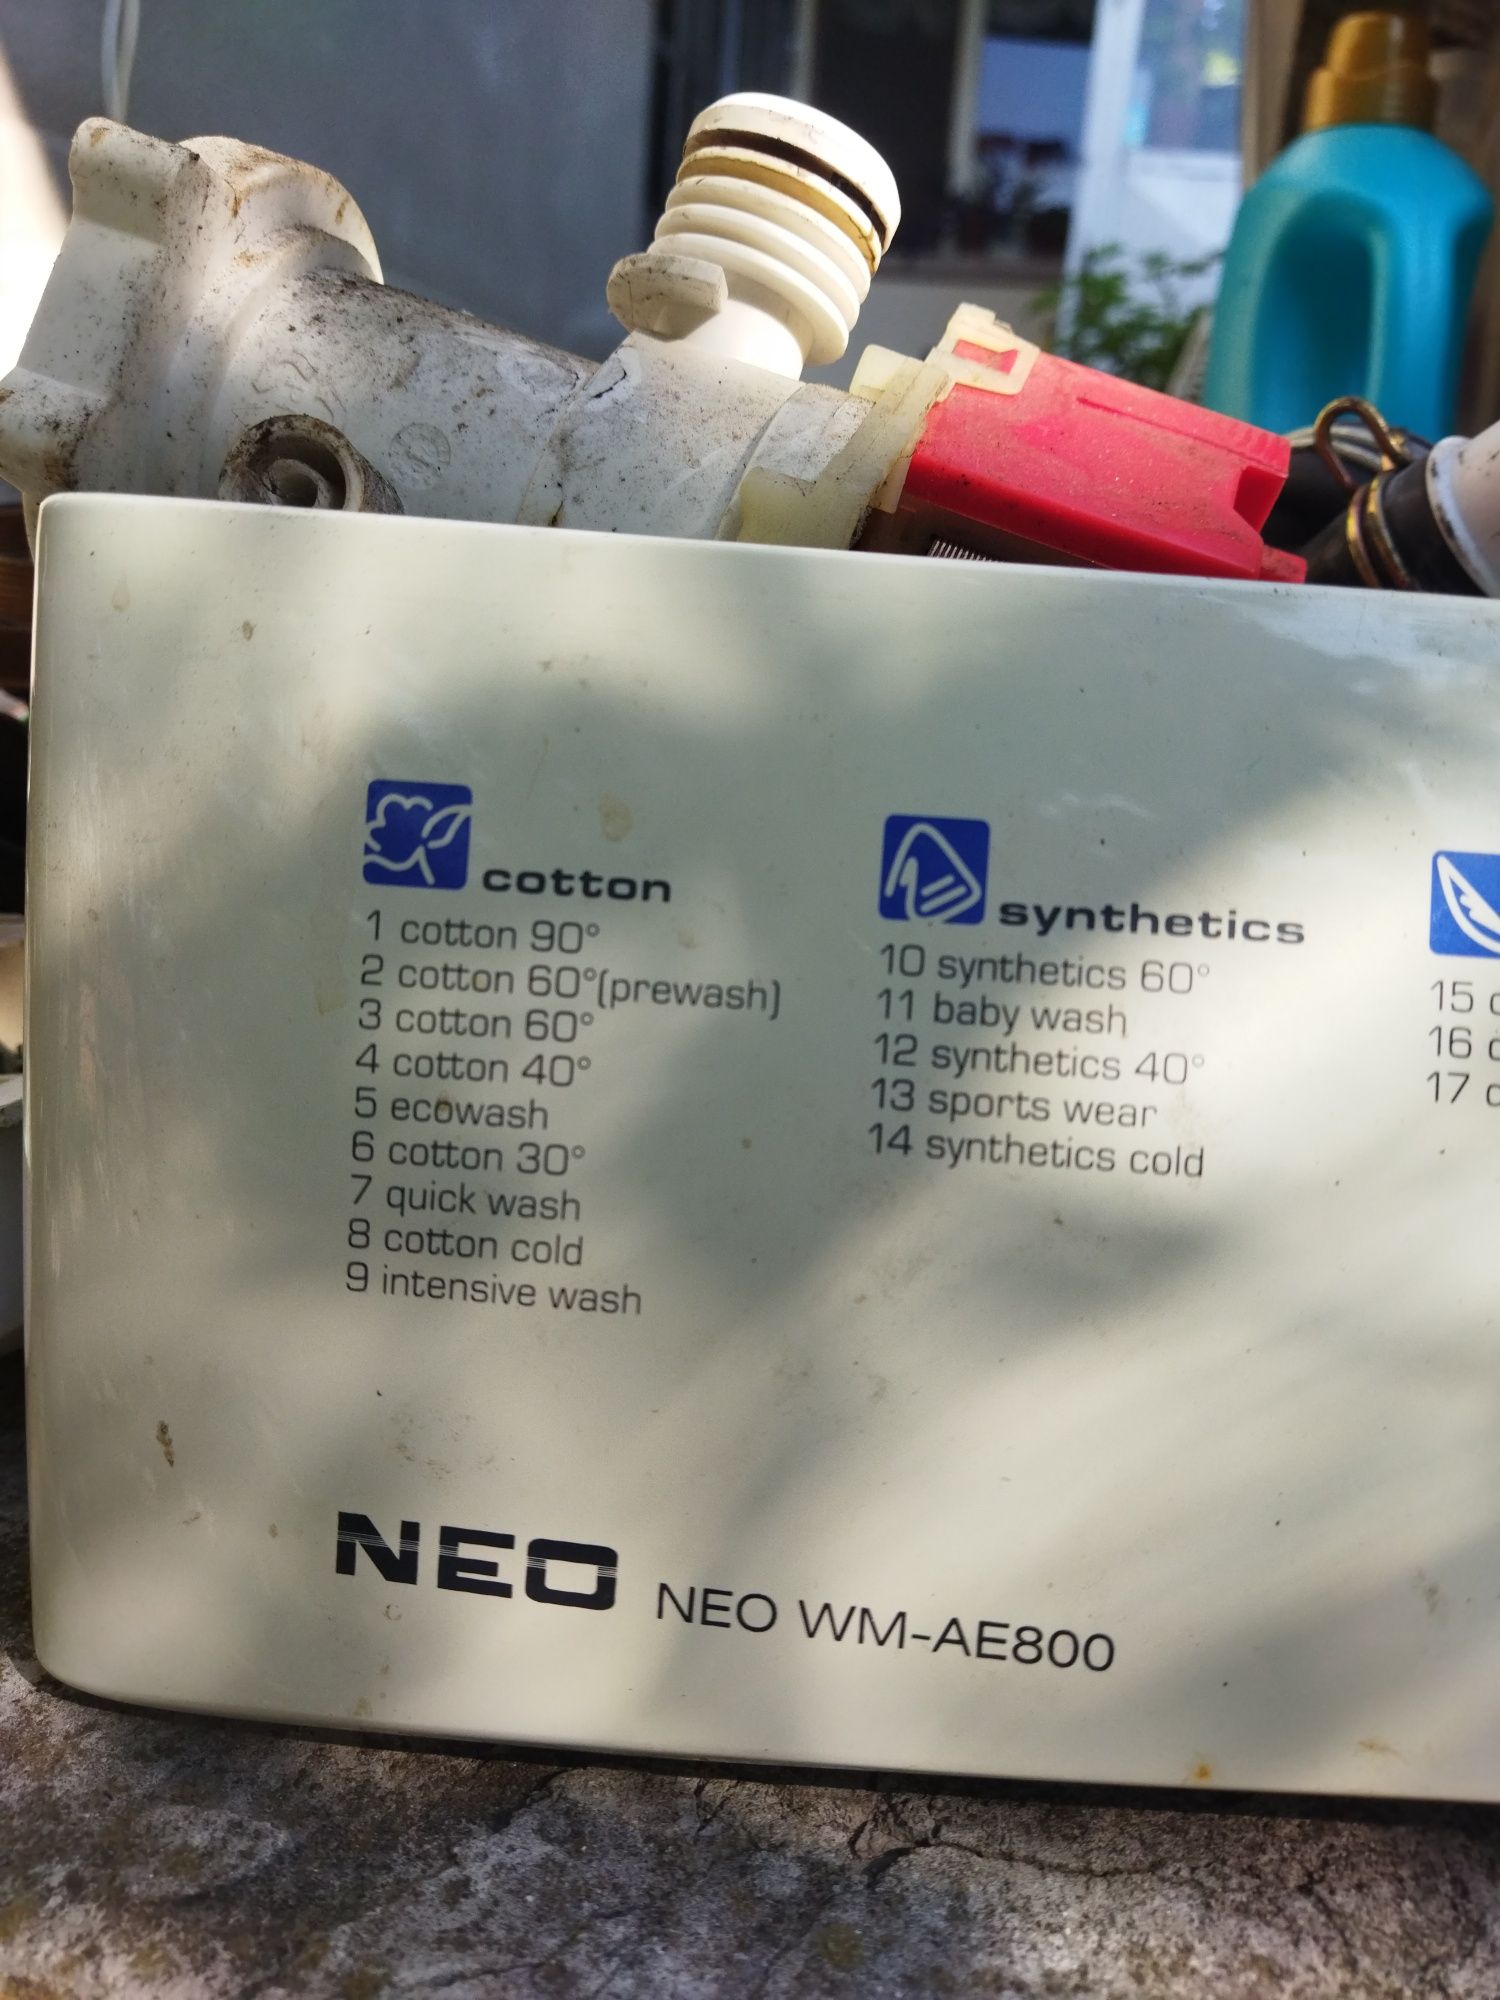 cotton
1 cotton 90°
2 cotton 60°(prewash)
3 cotton 60°
4 cotton 40°
5 ecowash
6 cotton 30°
7 quick wash
8 cotton cold
9 intensive wash
synthetics
10 synthetics 60°
11 baby wash
12 synthetics 40°
13 sports wear
14 synthetics cold
15
16
17
NEO NEO WM-AE800